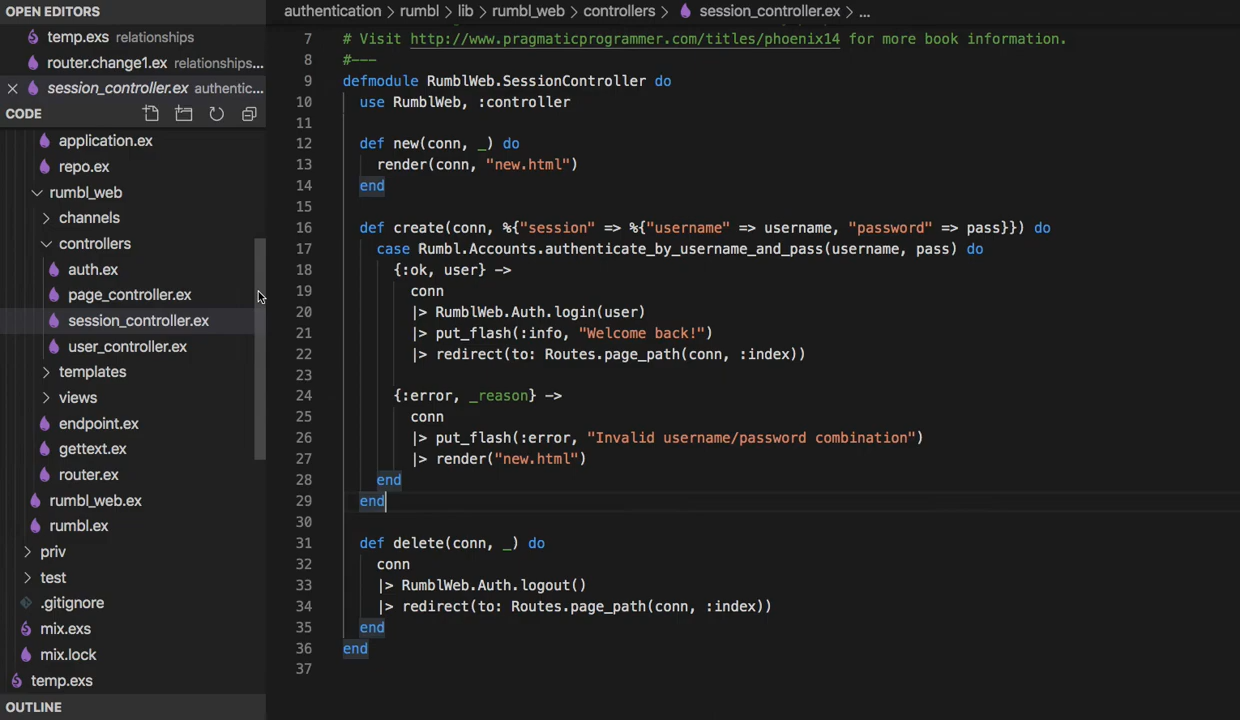 OPEN EDITORS
temp.exs relationships
router.change1.ex relationships...
session_controller.ex authentic...
CODE
application.ex
repo.ex
rumbl_web
channels
controllers
auth.ex
page_controller.ex
session_controller.ex
user_controller.ex
templates
views
endpoint.ex
gettext.ex
router.ex
rumbl_web.ex
rumbl.ex
priv
test
.gitignore
mix.exs
mix.lock
temp.exs
OUTLINE
authentication > rumbl > lib > rumbl_web > controllers > session_controller.ex > ...
7 # Visit http://www.pragmaticprogrammer.com/titles/phoenix14 for more book information.
8 #---
9 defmodule RumblWeb.SessionController do
10 use RumblWeb, :controller
11
12 def new(conn, _) do
13 render(conn, "new.html")
14 end
15
16 def create(conn, %{"session" => %{"username" => username, "password" => pass}}) do
17 case Rumbl.Accounts.authenticate_by_username_and_pass(username, pass) do
18 {:ok, user} ->
19 conn
20 |> RumblWeb.Auth.login(user)
21 |> put_flash(:info, "Welcome back!")
22 |> redirect(to: Routes.page_path(conn, :index))
23
24 {:error, _reason} ->
25 conn
26 |> put_flash(:error, "Invalid username/password combination")
27 |> render("new.html")
28 end
29 end
30
31 def delete(conn, _) do
32 conn
33 |> RumblWeb.Auth.logout()
34 |> redirect(to: Routes.page_path(conn, :index))
35 end
36 end
37